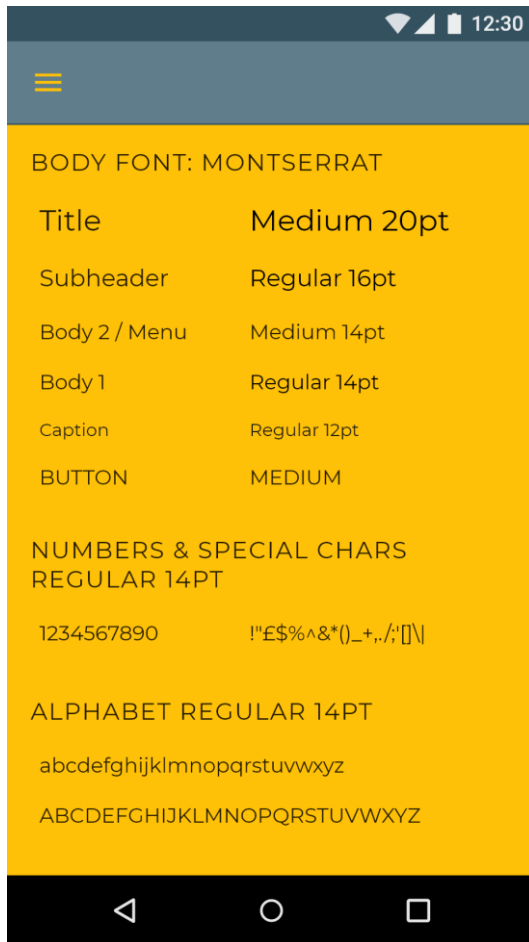 12:30
BODY FONT: MONTSERRAT
Title Medium 20pt
Subheader Regular 16pt
Body 2 / Menu Medium 14pt
Body 1 Regular 14pt
Caption Regular 12pt
BUTTON MEDIUM
NUMBERS & SPECIAL CHARS
REGULAR 14PT
1234567890 !"£$%^&*()_+,./;'[]\|
ALPHABET REGULAR 14PT
abcdefghijklmnopqrstuvwxyz
ABCDEFGHIJKLMNOPQRSTUVWXYZ